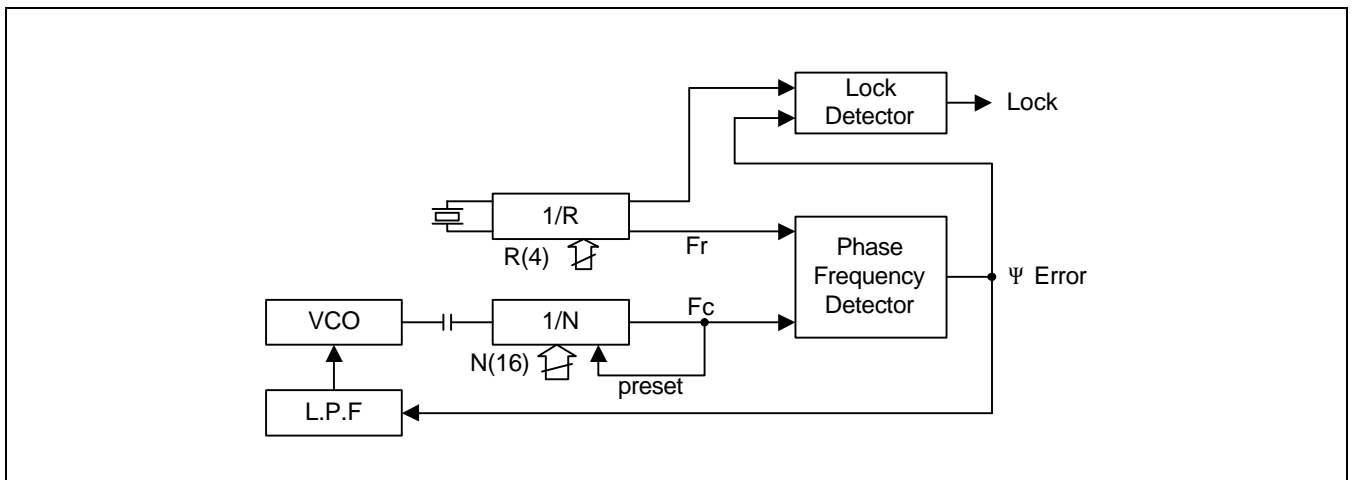 Lock
Detector
Lock
1/R
R(4)
Fr
Phase
Frequency
Detector
Ψ Error
VCO
1/N
Fc
N(16)
preset
L.P.F